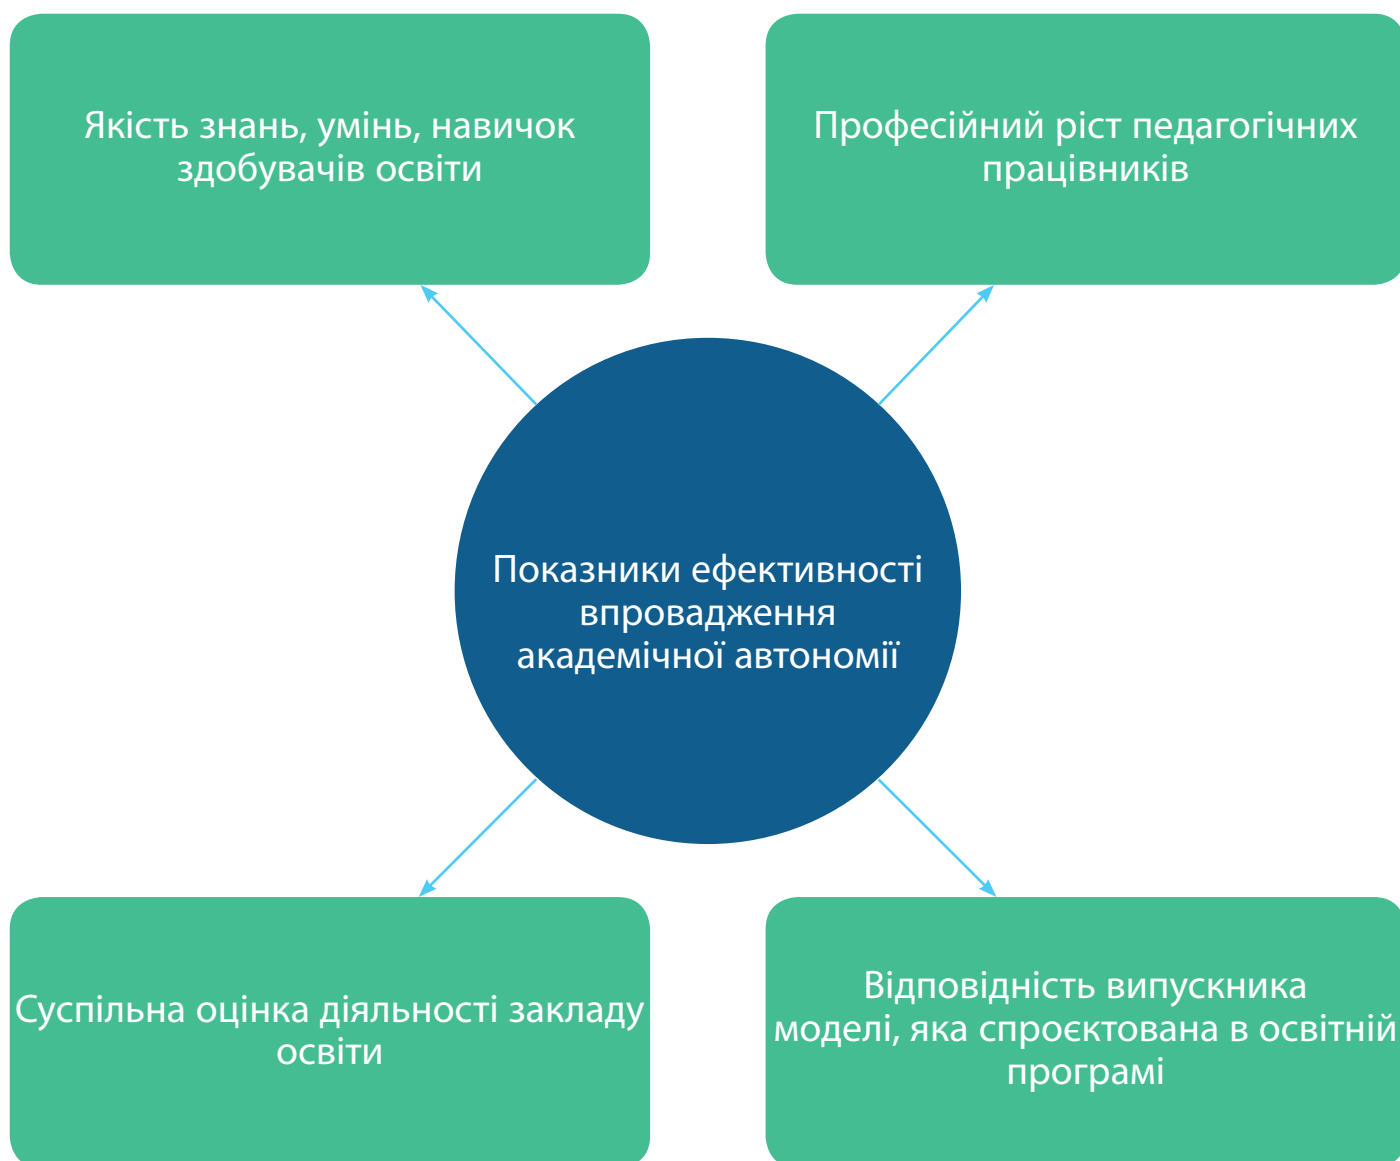 Якість знань, умінь, навичок
здобувачів освіти
Професійний ріст педагогічних
працівників
Показники ефективності
впровадження
академічної автономії
Суспільна оцінка діяльності закладу
освіти
Відповідність випускника
моделі, яка спроєктована в освітній
програмі